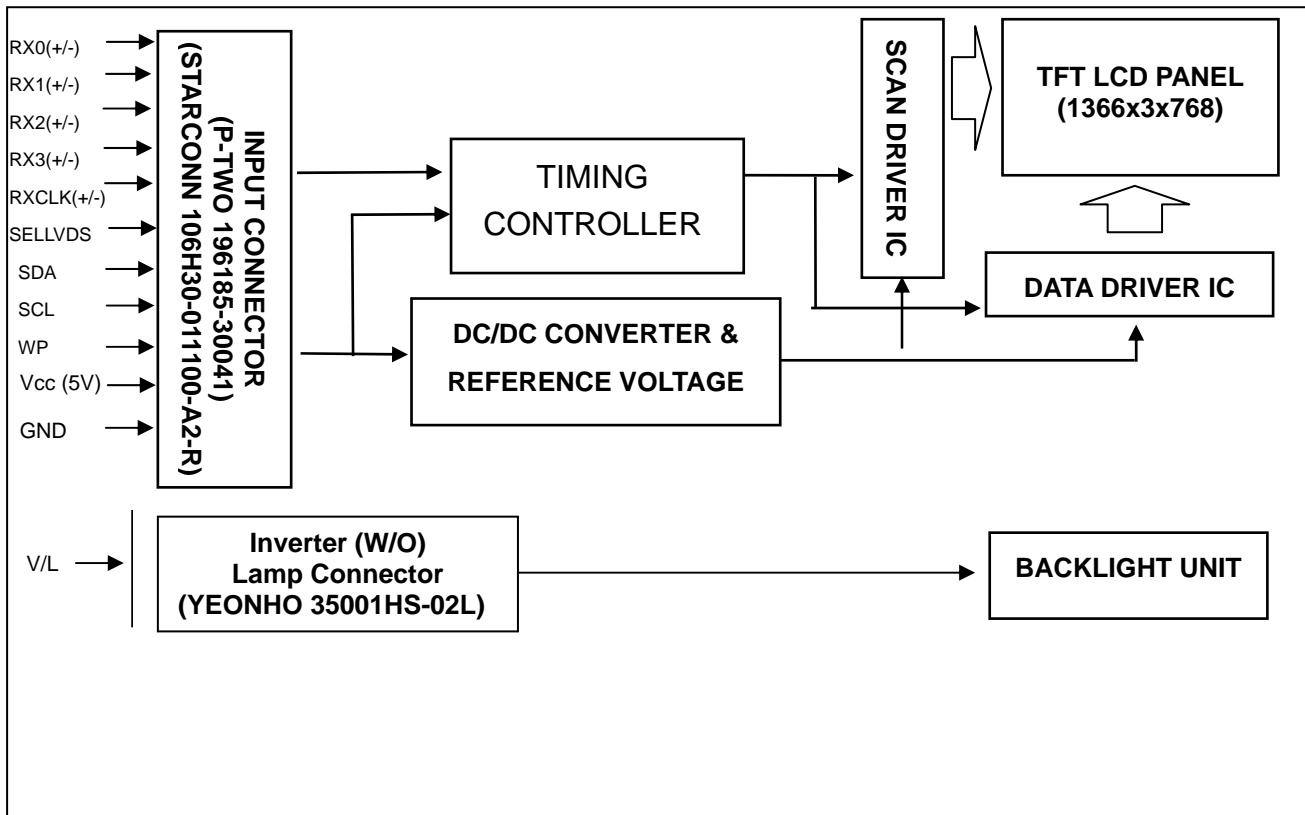 RX0(+/-)
RX1(+/-)
RX2(+/-)
RX3(+/-)
RXCLK(+/-)
SELLVDS
SDA
SCL
WP
Vcc (5V)
GND
INPUT CONNECTOR
(P-TWO 196185-30041)
(STARCONN 106H30-011100-A2-R)
TIMING
CONTROLLER
DC/DC CONVERTER &
REFERENCE VOLTAGE
SCAN DRIVER IC
TFT LCD PANEL
(1366x3x768)
DATA DRIVER IC
V/L
Inverter (W/O)
Lamp Connector
(YEONHO 35001HS-02L)
BACKLIGHT UNIT